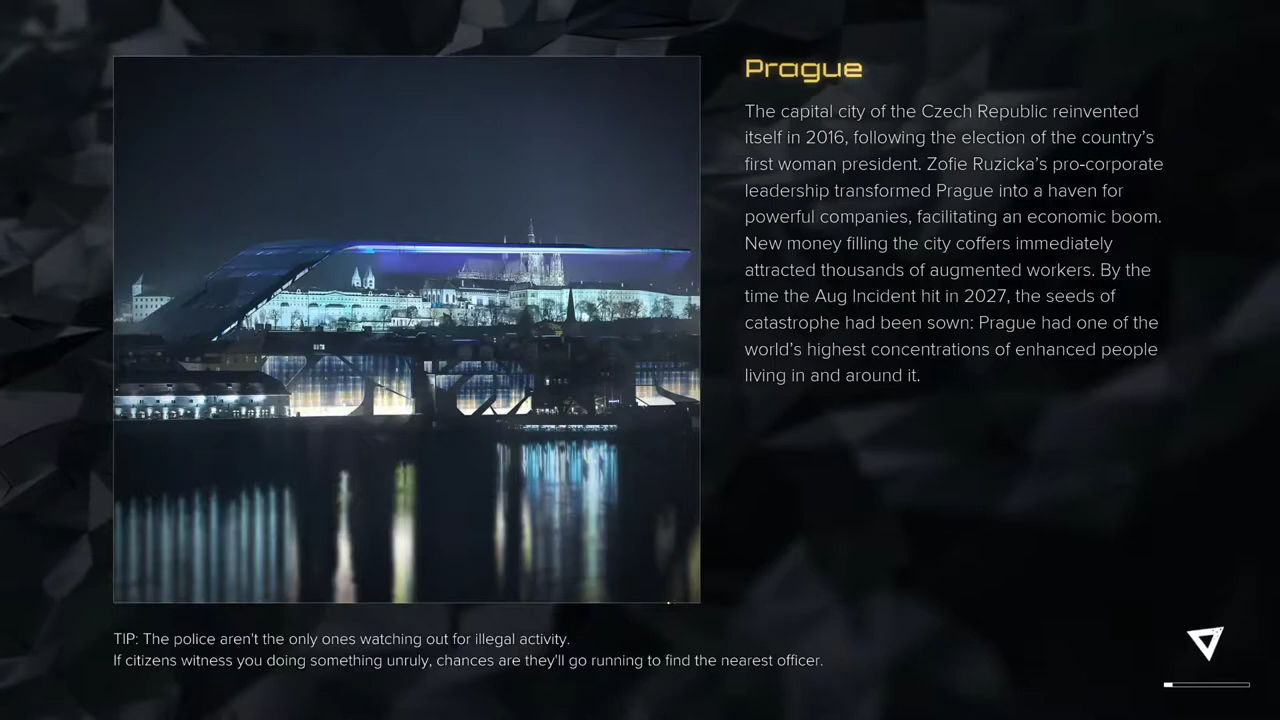 Prague
The capital city of the Czech Republic reinvented
itself in 2016, following the election of the country's
first woman president. Zofie Ruzicka's pro-corporate
leadership transformed Prague into a haven for
powerful companies, facilitating an economic boom.
New money filling the city coffers immediately
attracted thousands of augmented workers. By the
time the Aug Incident hit in 2027, the seeds of
catastrophe had been sown: Prague had one of the
world's highest concentrations of enhanced people
living in and around it.
TIP: The police aren't the only ones watching out for illegal activity.
If citizens witness you doing something unruly, chances are they'll go running to find the nearest officer.